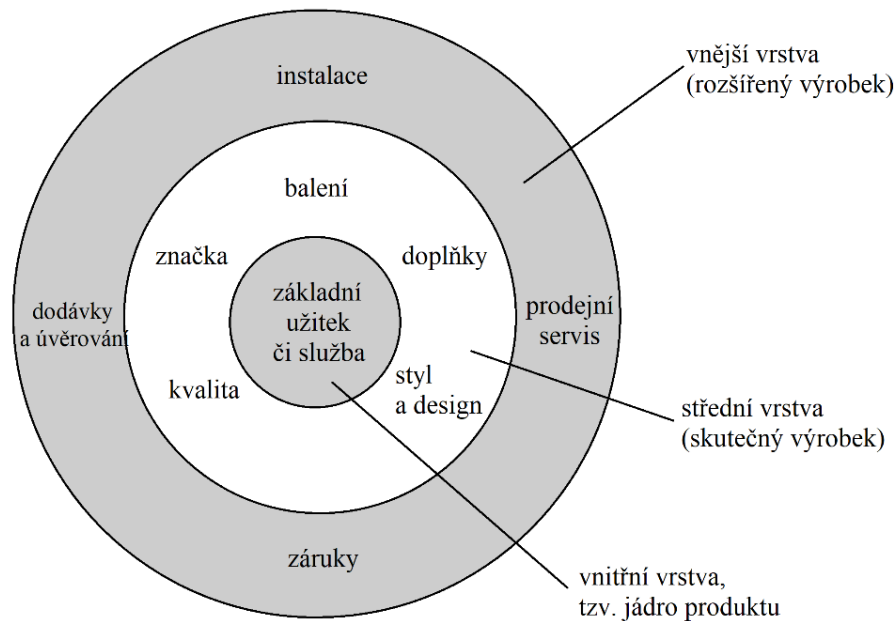 instalace
vnější vrstva
(rozšířený výrobek)
balení
značka
doplňky
základní
užitek
či služba
dodávky
a úvěrování
prodejní
servis
kvalita
styl
a design
střední vrstva
(skutečný výrobek)
záruky
vnitřní vrstva,
tzv. jádro produktu